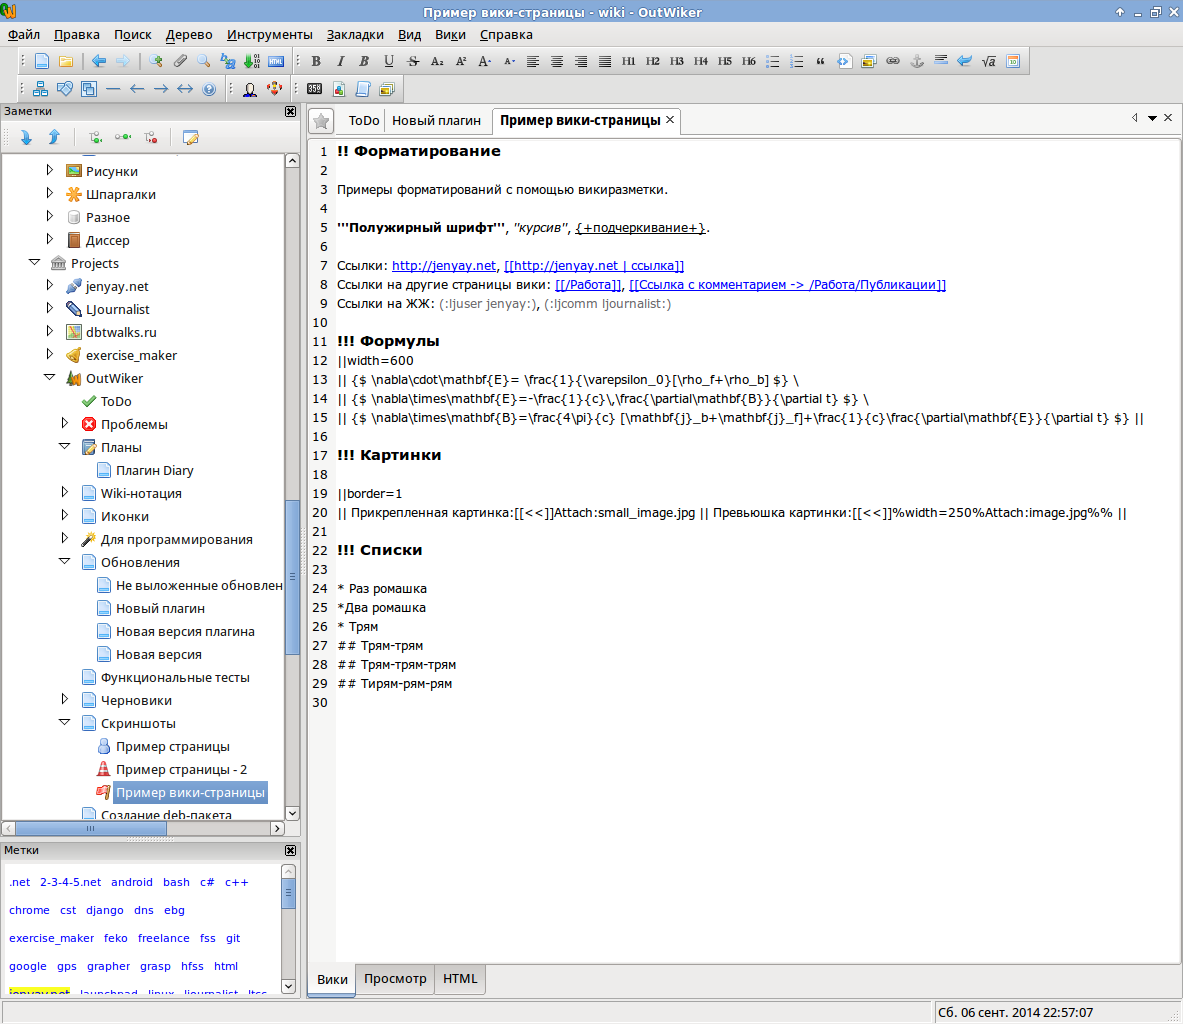 Пример вики-страницы - wiki - OutWiker
Файл Правка Поиск Дерево Инструменты Закладки Вид Вики Справка
HTML B I B U S A₂ A² A+ A- H1 H2 H3 H4 H5 H6 “ √a 10
359
Заметки
Рисунки
Шпаргалки
Разное
Диссер
Projects
jenyay.net
LJournalist
dbtwalks.ru
exercise_maker
OutWiker
ToDo
Проблемы
Планы
Плагин Diary
Wiki-нотация
Иконки
Для программирования
Обновления
Не выложенные обновлен
Новый плагин
Новая версия плагина
Новая версия
Функциональные тесты
Черновики
Скриншоты
Пример страницы
Пример страницы - 2
Пример вики-страницы
Создание deb-пакета
Метки
.net 2-3-4-5.net android bash c# c++
chrome cst django dns ebg
exercise_maker feko freelance fss git
google gps grapher grasp hfss html
jenyay.net launchpad linux ljournalist ltsc
ToDo Новый плагин Пример вики-страницы
1 !! Форматирование
2
3 Примеры форматирований с помощью викиразметки.
4
5 '''Полужирный шрифт''', ''курсив'', {+подчеркивание+}.
6
7 Ссылки: http://jenyay.net, [[http://jenyay.net | ссылка]]
8 Ссылки на другие страницы вики: [[/Работа]], [[Ссылка с комментарием -> /Работа/Публикации]]
9 Ссылки на ЖЖ: (:ljuser jenyay:), (:ljcomm ljournalist:)
10
11 !!! Формулы
12 ||width=600
13 || {$ \nabla\cdot\mathbf{E}= \frac{1}{\varepsilon_0}[\rho_f+\rho_b] $} \
14 || {$ \nabla\times\mathbf{E}=-\frac{1}{c}\,\frac{\partial\mathbf{B}}{\partial t} $} \
15 || {$ \nabla\times\mathbf{B}=\frac{4\pi}{c} [\mathbf{j}_b+\mathbf{j}_f]+\frac{1}{c}\frac{\partial\mathbf{E}}{\partial t} $} ||
16
17 !!! Картинки
18
19 ||border=1
20 || Прикрепленная картинка:[[<<]]Attach:small_image.jpg || Превьюшка картинки:[[<<]]%width=250%Attach:image.jpg%% ||
21
22 !!! Списки
23
24 * Раз ромашка
25 *Два ромашка
26 * Трям
27 ## Трям-трям
28 ## Трям-трям-трям
29 ## Тирям-рям-рям
30
Вики Просмотр HTML
Сб. 06 сент. 2014 22:57:07